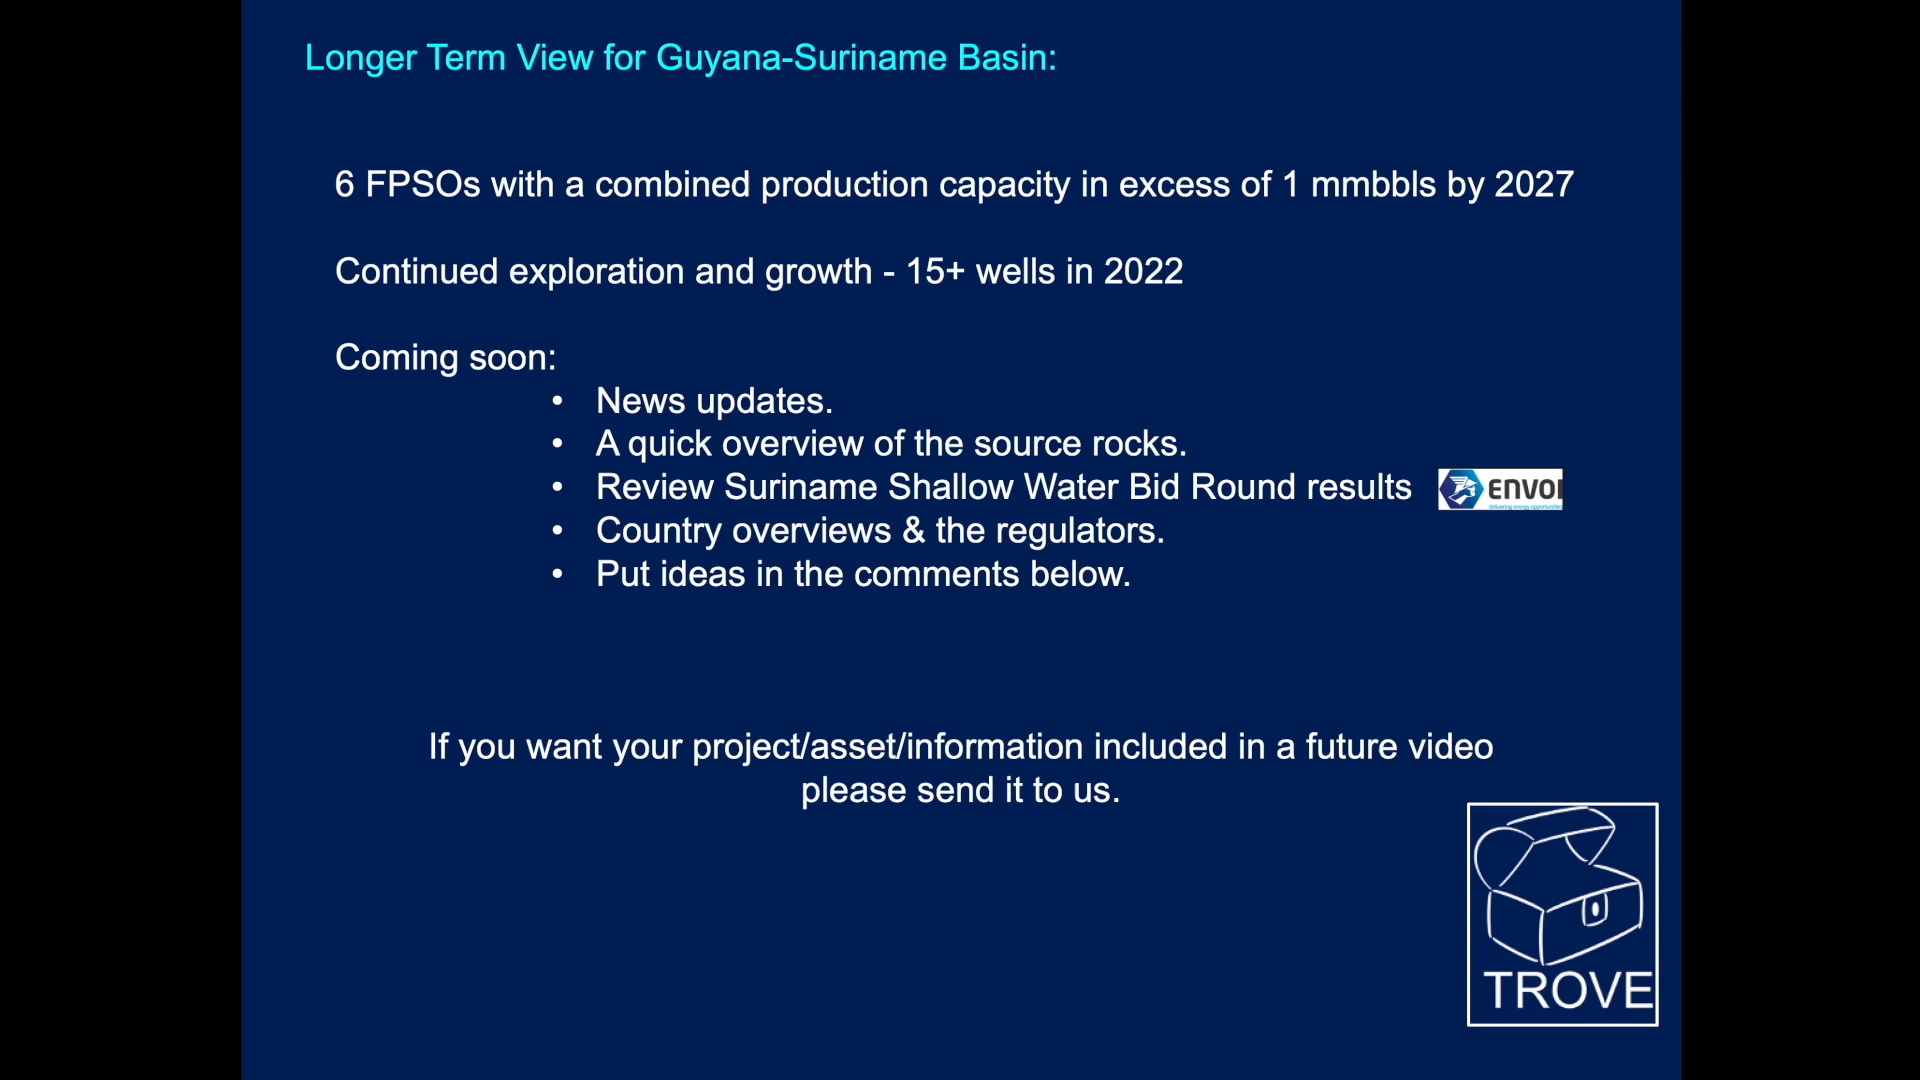 Longer Term View for Guyana-Suriname Basin:
6 FPSOs with a combined production capacity in excess of 1 mmbbls by 2027
Continued exploration and growth - 15+ wells in 2022
Coming soon:
• News updates.
• A quick overview of the source rocks.
• Review Suriname Shallow Water Bid Round results
ENVOI
delivering energy opportunities
• Country overviews & the regulators.
• Put ideas in the comments below.
If you want your project/asset/information included in a future video
please send it to us.
TROVE